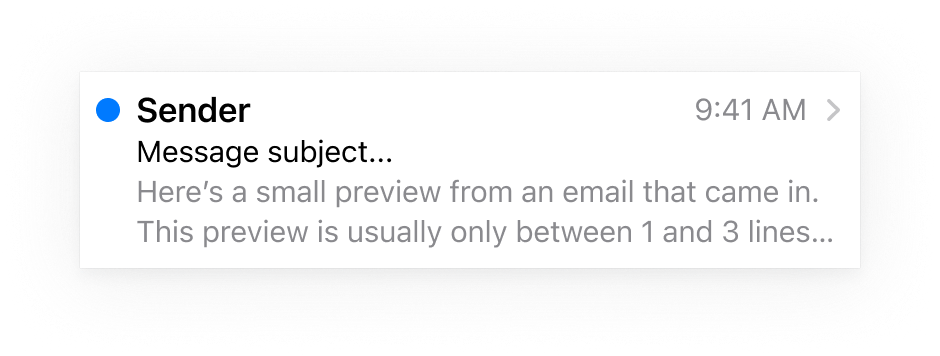 Sender 9:41 AM
Message subject...
Here’s a small preview from an email that came in.
This preview is usually only between 1 and 3 lines...